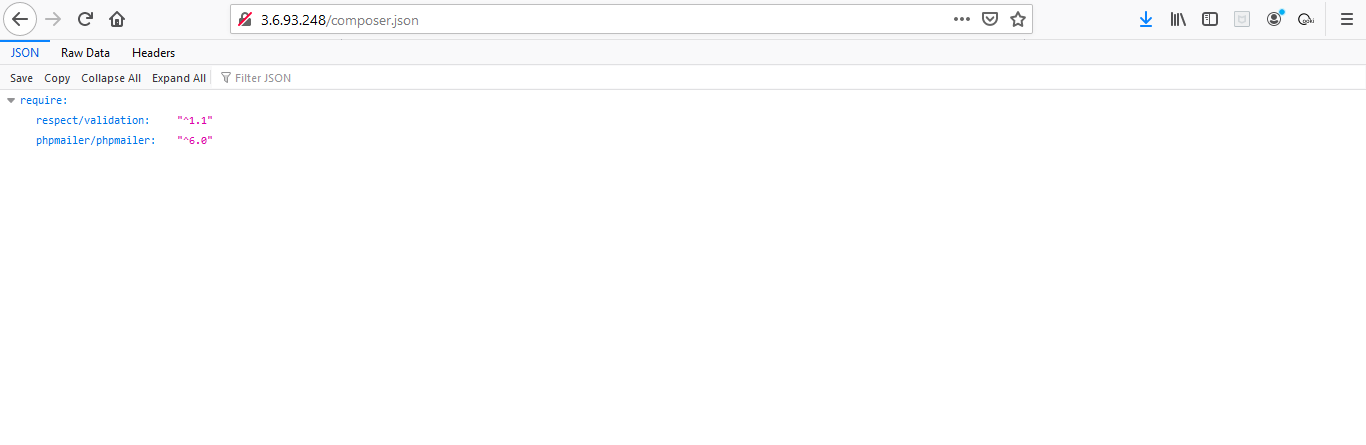 3.6.93.248/composer.json
JSON Raw Data Headers
Save Copy Collapse All Expand All Filter JSON
require:
respect/validation: "^1.1"
phpmailer/phpmailer: "^6.0"